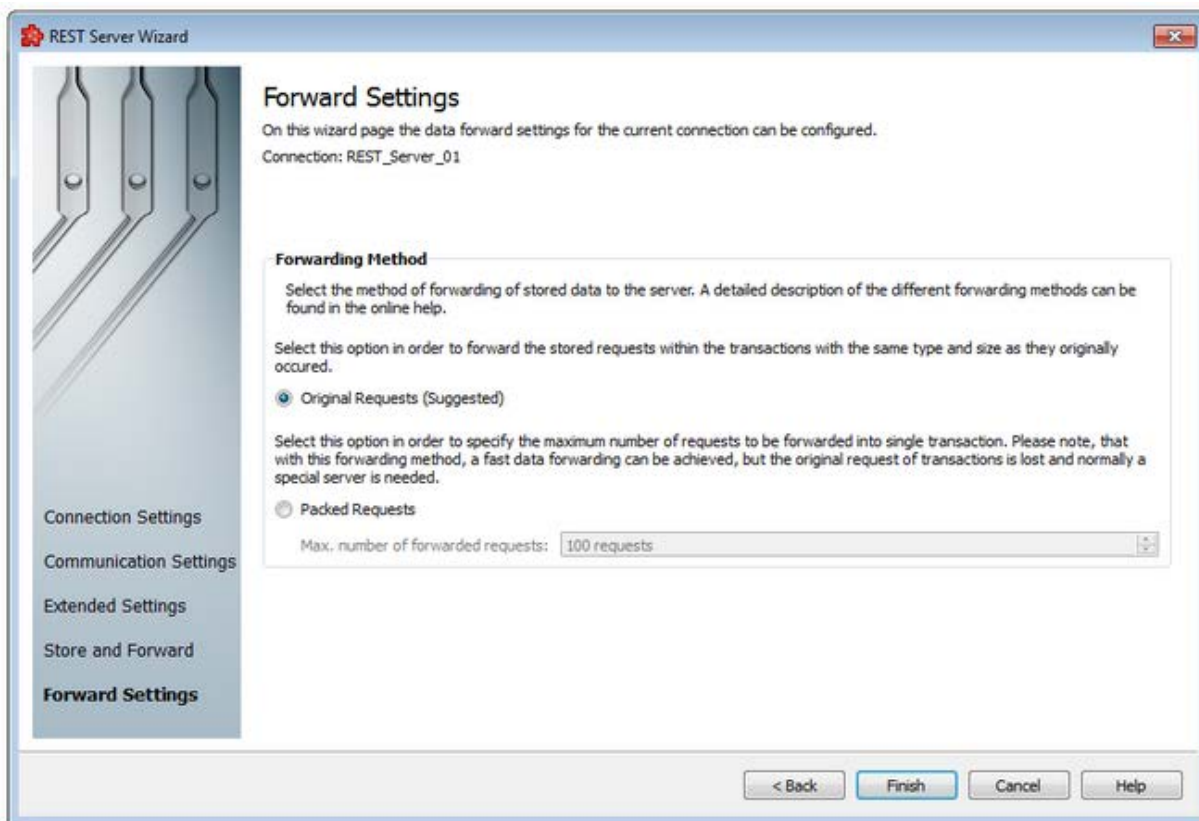 REST Server Wizard
Forward Settings
On this wizard page the data forward settings for the current connection can be configured.
Connection: REST_Server_01
Forwarding Method
Select the method of forwarding of stored data to the server. A detailed description of the different forwarding methods can be
found in the online help.
Select this option in order to forward the stored requests within the transactions with the same type and size as they originally
occured.
Original Requests (Suggested)
Select this option in order to specify the maximum number of requests to be forwarded into single transaction. Please note, that
with this forwarding method, a fast data forwarding can be achieved, but the original request of transactions is lost and normally a
special server is needed.
Packed Requests
Max. number of forwarded requests: 100 requests
Connection Settings
Communication Settings
Extended Settings
Store and Forward
Forward Settings
< Back Finish Cancel Help